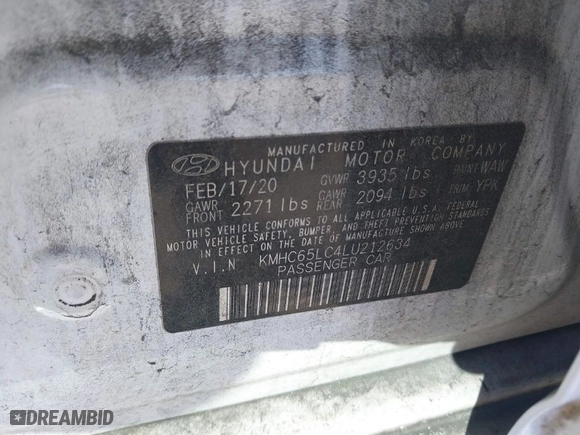 MANUFACTURED IN KOREA BY
HYUNDAI MOTOR COMPANY
FEB/17/20 GVWR 3935 lbs PAINT WAW
GAWR FRONT 2271 lbs GAWR REAR 2094 lbs TRIM YPK
THIS VEHICLE CONFORMS TO ALL APPLICABLE U.S.A. FEDERAL
MOTOR VEHICLE SAFETY, BUMPER, AND THEFT PREVENTION STANDARDS
IN EFFECT ON THE DATE OF MANUFACTURE SHOWN ABOVE.
V.I.N KMHC65LC4LU212634
PASSENGER CAR
DREAMBID